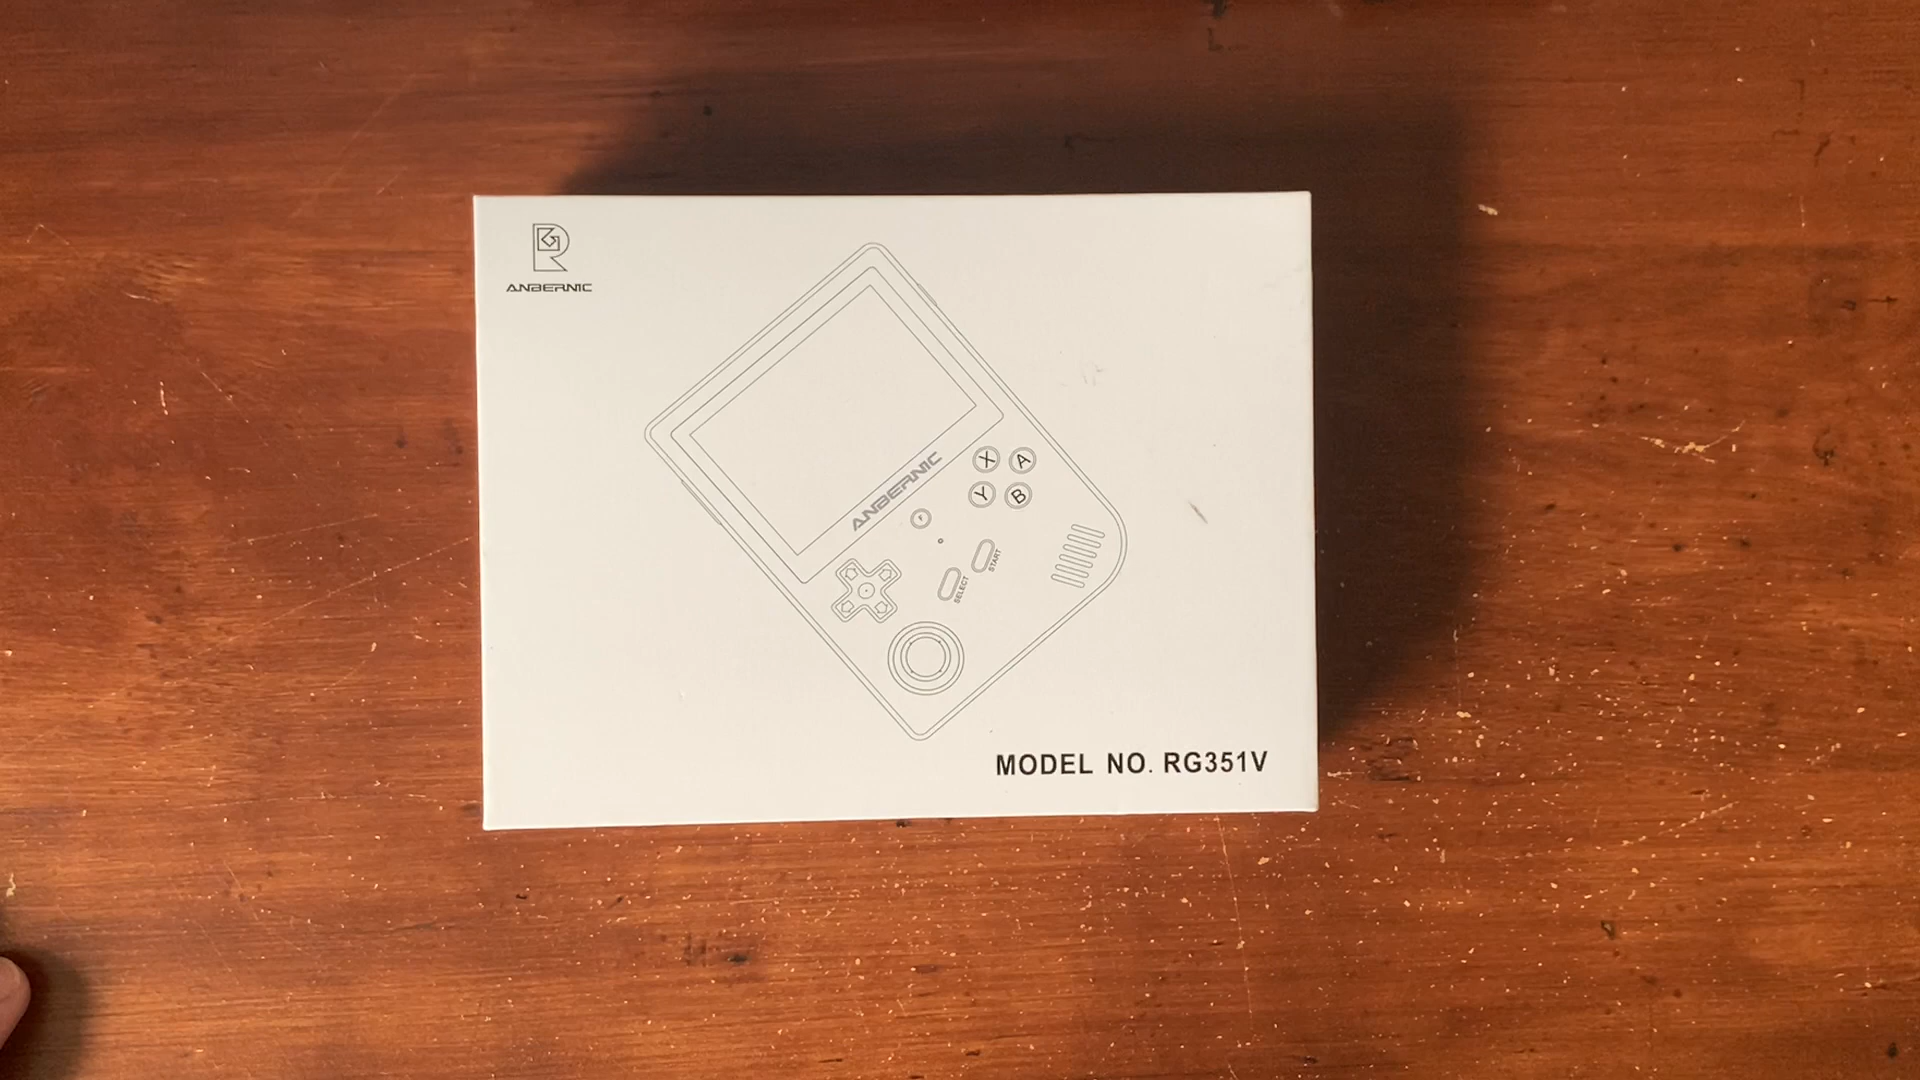 ANBERNIC
ANBERNIC
X
A
Y
B
F
START
SELECT
MODEL NO. RG351V